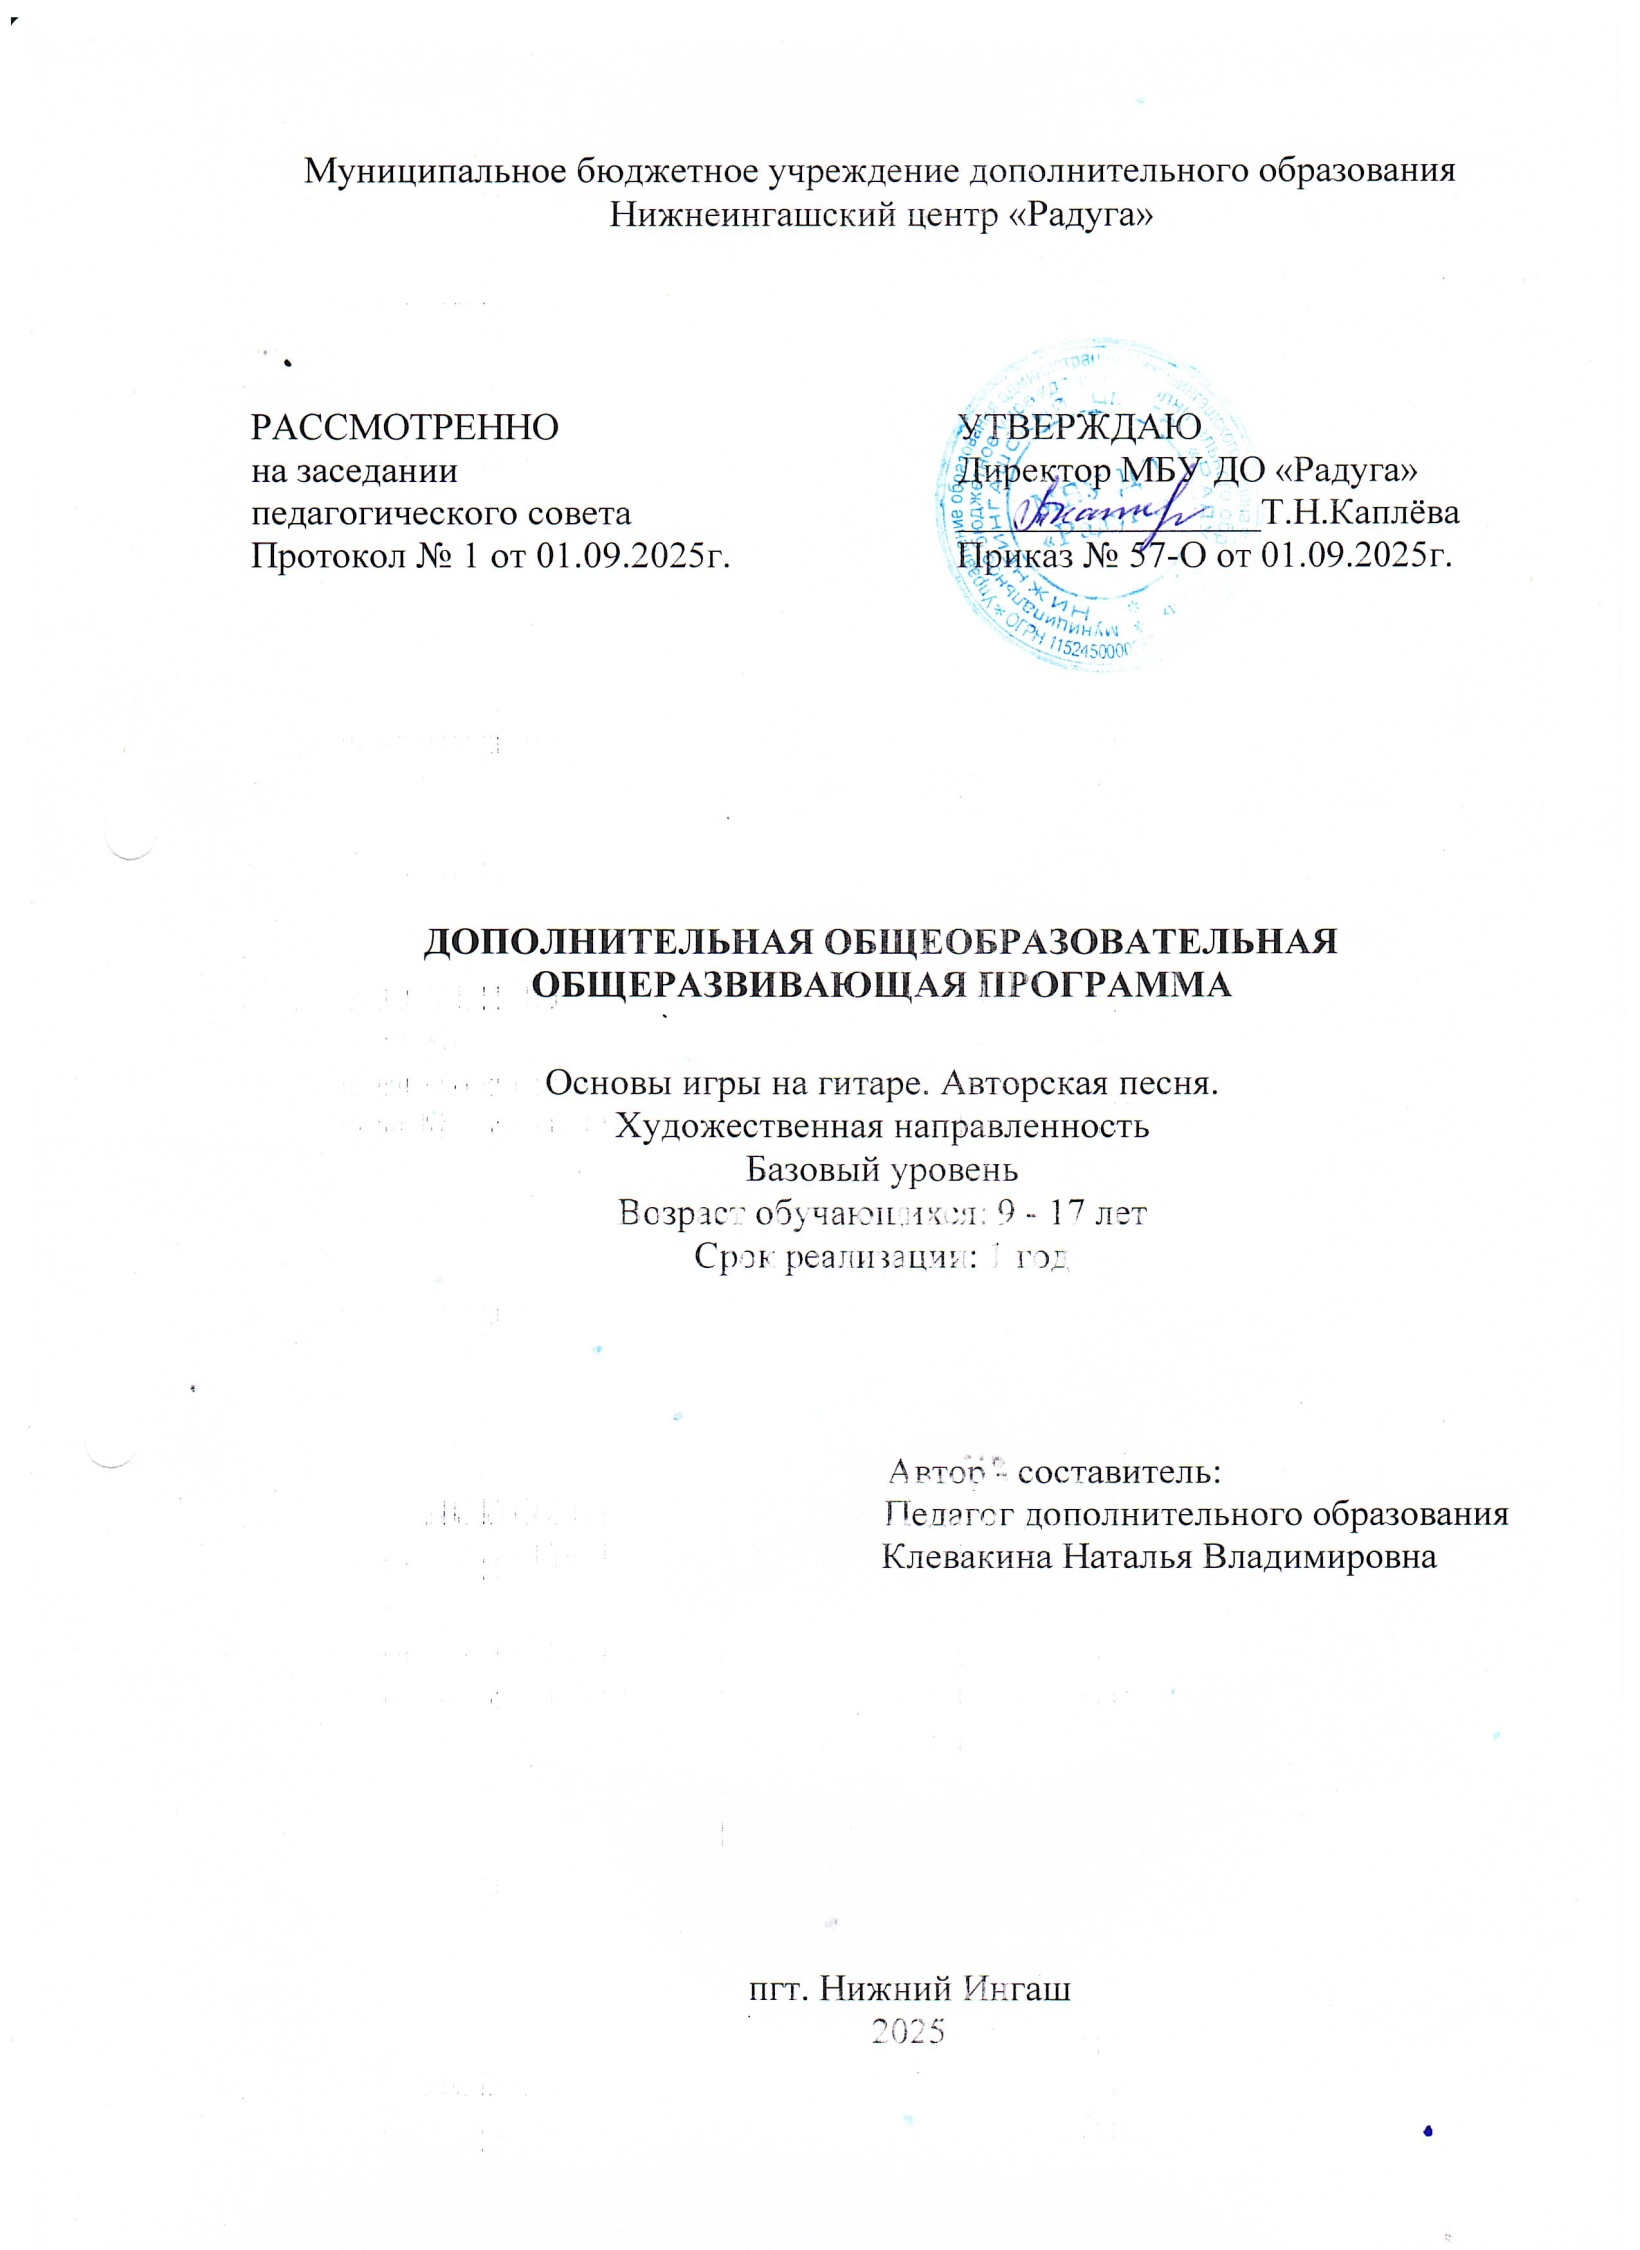 Муниципальное бюджетное учреждение дополнительного образования
Нижнеингашский центр «Радуга»
РАССМОТРЕННО
на заседании
педагогического совета
Протокол № 1 от 01.09.2025г.
УТВЕРЖДАЮ
Директор МБУ ДО «Радуга»
Т.Н.Каплёва
Приказ № 57-О от 01.09.2025г.
ДОПОЛНИТЕЛЬНАЯ ОБЩЕОБРАЗОВАТЕЛЬНАЯ
ОБЩЕРАЗВИВАЮЩАЯ ПРОГРАММА
Основы игры на гитаре. Авторская песня.
Художественная направленность
Базовый уровень
Возраст обучающихся: 9 - 17 лет
Срок реализации: 1 год
Автор - составитель:
Педагог дополнительного образования
Клевакина Наталья Владимировна
пгт. Нижний Ингаш
2025